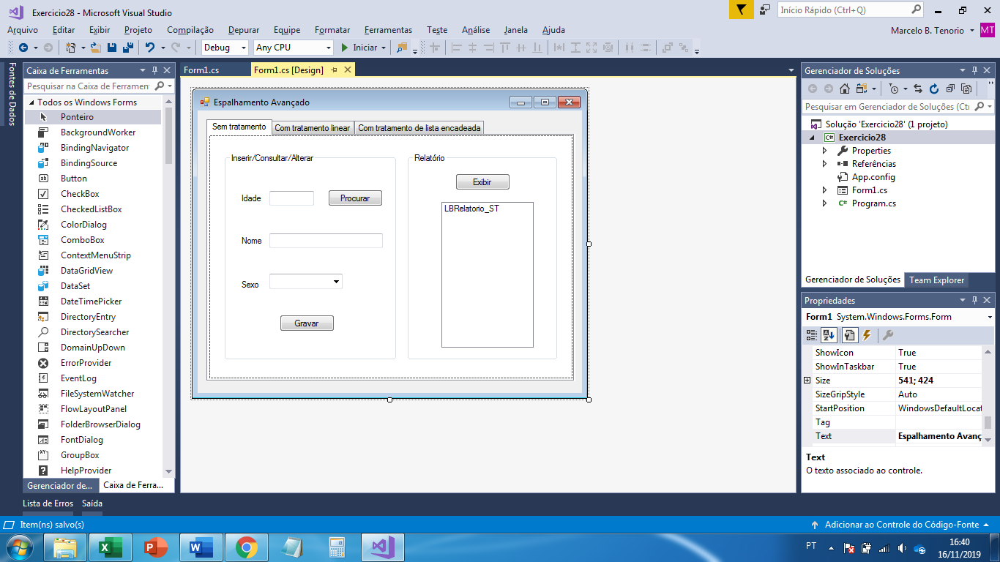 Exercicio28 - Microsoft Visual Studio
Início Rápido (Ctrl+Q)
Arquivo Editar Exibir Projeto Compilação Depurar Equipe Formatar Ferramentas Teste Análise Janela Ajuda
Marcelo B. Tenorio MT
Debug Any CPU Iniciar
Fontes de Dados
Caixa de Ferramentas
Pesquisar na Caixa de Ferramen
Todos os Windows Forms
Ponteiro
BackgroundWorker
BindingNavigator
BindingSource
Button
CheckBox
CheckedListBox
ColorDialog
ComboBox
ContextMenuStrip
DataGridView
DataSet
DateTimePicker
DirectoryEntry
DirectorySearcher
DomainUpDown
ErrorProvider
EventLog
FileSystemWatcher
FlowLayoutPanel
FolderBrowserDialog
FontDialog
GroupBox
HelpProvider
Gerenciador de... Caixa de Ferra...
Form1.cs Form1.cs [Design]
Espalhamento Avançado
Sem tratamento Com tratamento linear Com tratamento de lista encadeada
Inserir/Consultar/Alterar
Idade Procurar
Nome
Sexo
Gravar
Relatório
Exibir
LBRelatorio_ST
Gerenciador de Soluções
Pesquisar em Gerenciador de Soluções (Ctr
Solução 'Exercicio28' (1 projeto)
C# Exercicio28
Properties
Referências
App.config
Form1.cs
C# Program.cs
Gerenciador de Soluções Team Explorer
Propriedades
Form1 System.Windows.Forms.Form
ShowIcon True
ShowInTaskbar True
Size 541; 424
SizeGripStyle Auto
StartPosition WindowsDefaultLocat
Tag
Text Espalhamento Avanç
Text
O texto associado ao controle.
Lista de Erros Saída
Item(ns) salvo(s)
Adicionar ao Controle do Código-Fonte
PT
16:40
16/11/2019